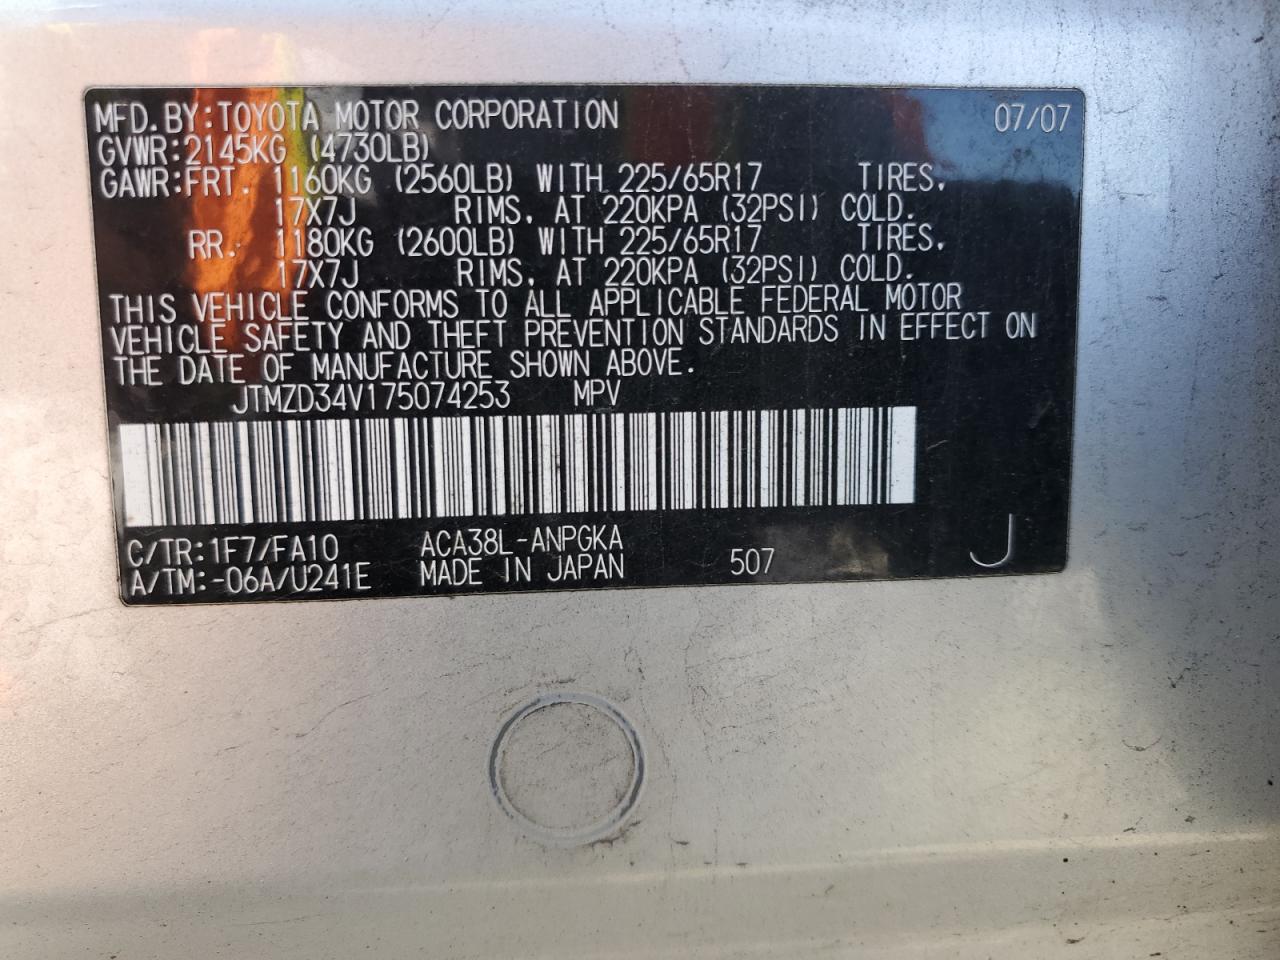 MFD.BY:TOYOTA MOTOR CORPORATION 07/07
GVWR:2145KG (4730LB)
GAWR:FRT. 1160KG (2560LB) WITH 225/65R17 TIRES,
17X7J RIMS, AT 220KPA (32PSI) COLD.
RR. 1180KG (2600LB) WITH 225/65R17 TIRES,
17X7J RIMS, AT 220KPA (32PSI) COLD.
THIS VEHICLE CONFORMS TO ALL APPLICABLE FEDERAL MOTOR
VEHICLE SAFETY AND THEFT PREVENTION STANDARDS IN EFFECT ON
THE DATE OF MANUFACTURE SHOWN ABOVE.
JTMZD34V175074253 MPV
C/TR:1F7/FA10 ACA38L-ANPGKA
A/TM:-06A/U241E MADE IN JAPAN 507 J